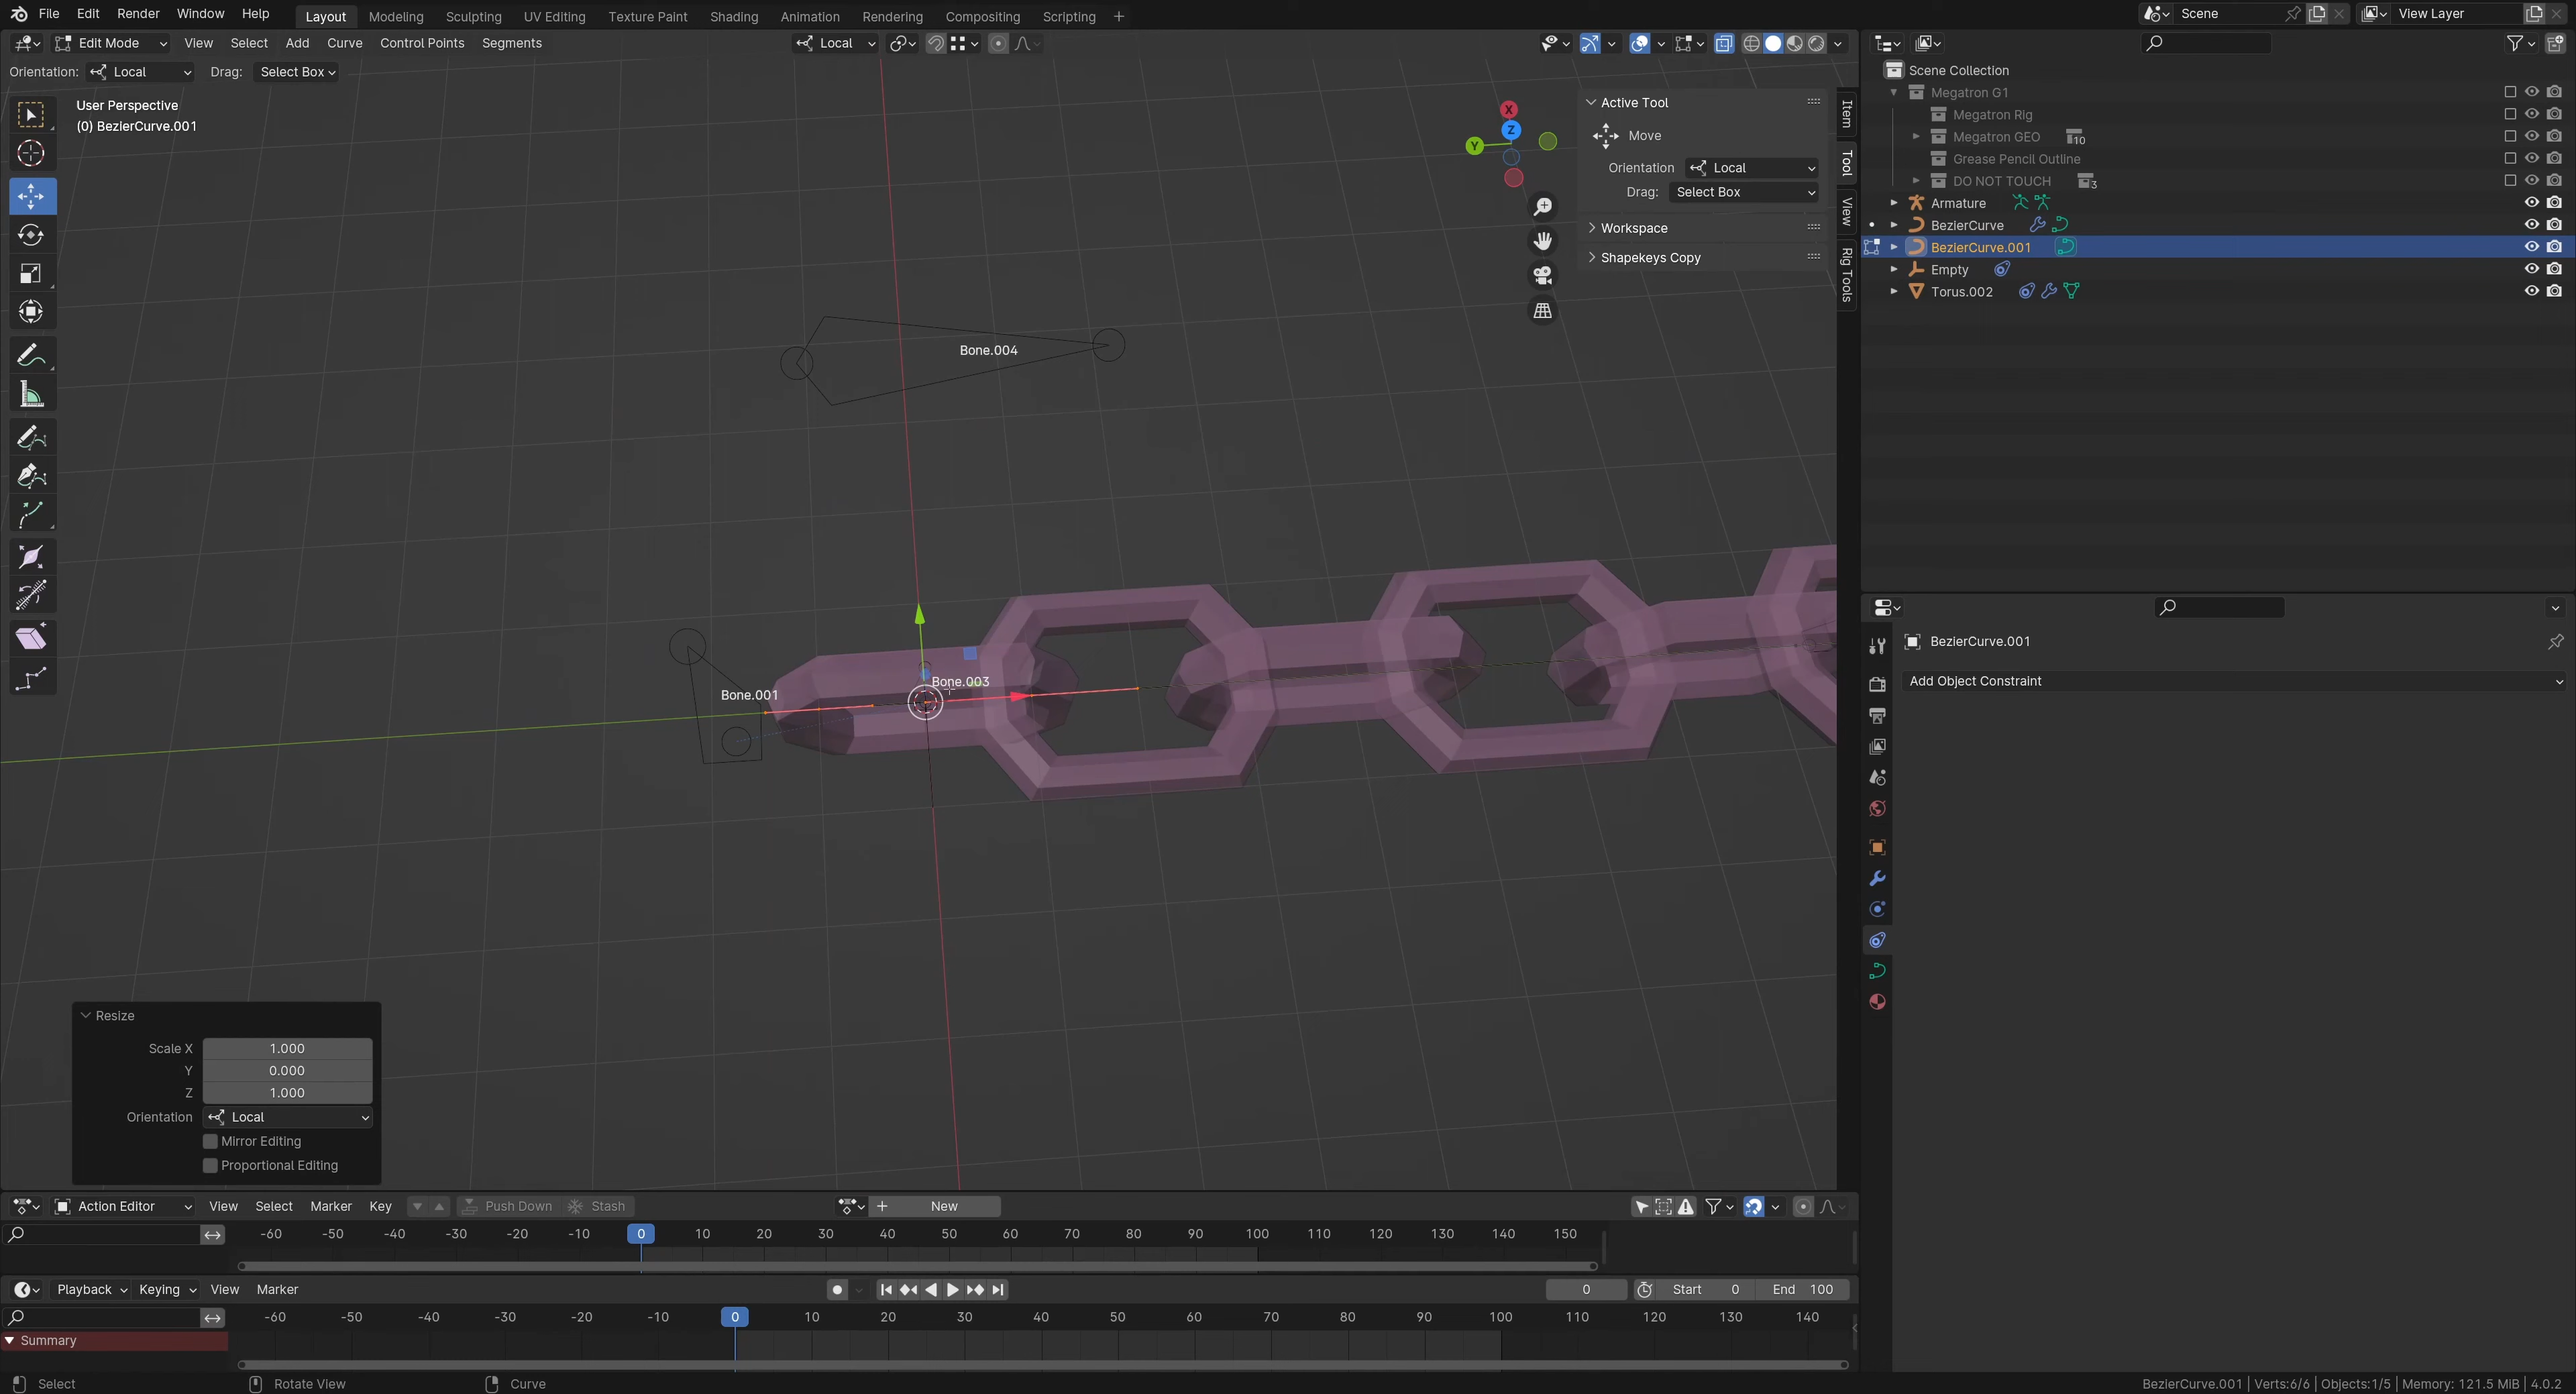 File Edit Render Window Help Layout Modeling Sculpting UV Editing Texture Paint Shading Animation Rendering Compositing Scripting + Scene View Layer
Edit Mode View Select Add Curve Control Points Segments Local
Orientation: Local Drag: Select Box
User Perspective
(0) BezierCurve.001
X
Y
Z
Active Tool
Move
Orientation Local
Drag: Select Box
Workspace
Shapekeys Copy
Item
Tool
View
Rig Tools
Bone.004
Bone.003
Bone.001
Scene Collection
Megatron G1
Megatron Rig
Megatron GEO 10
Grease Pencil Outline
DO NOT TOUCH 3
Armature
BezierCurve
BezierCurve.001
Empty
Torus.002
BezierCurve.001
Add Object Constraint
Resize
Scale X 1.000
Y 0.000
Z 1.000
Orientation Local
Mirror Editing
Proportional Editing
Action Editor View Select Marker Key Push Down Stash + New
-60 -50 -40 -30 -20 -10 0 10 20 30 40 50 60 70 80 90 100 110 120 130 140 150
Playback Keying View Marker 0 Start 0 End 100
-60 -50 -40 -30 -20 -10 0 10 20 30 40 50 60 70 80 90 100 110 120 130 140
Summary
Select Rotate View Curve BezierCurve.001 | Verts:6/6 | Objects:1/5 | Memory: 121.5 MiB | 4.0.2